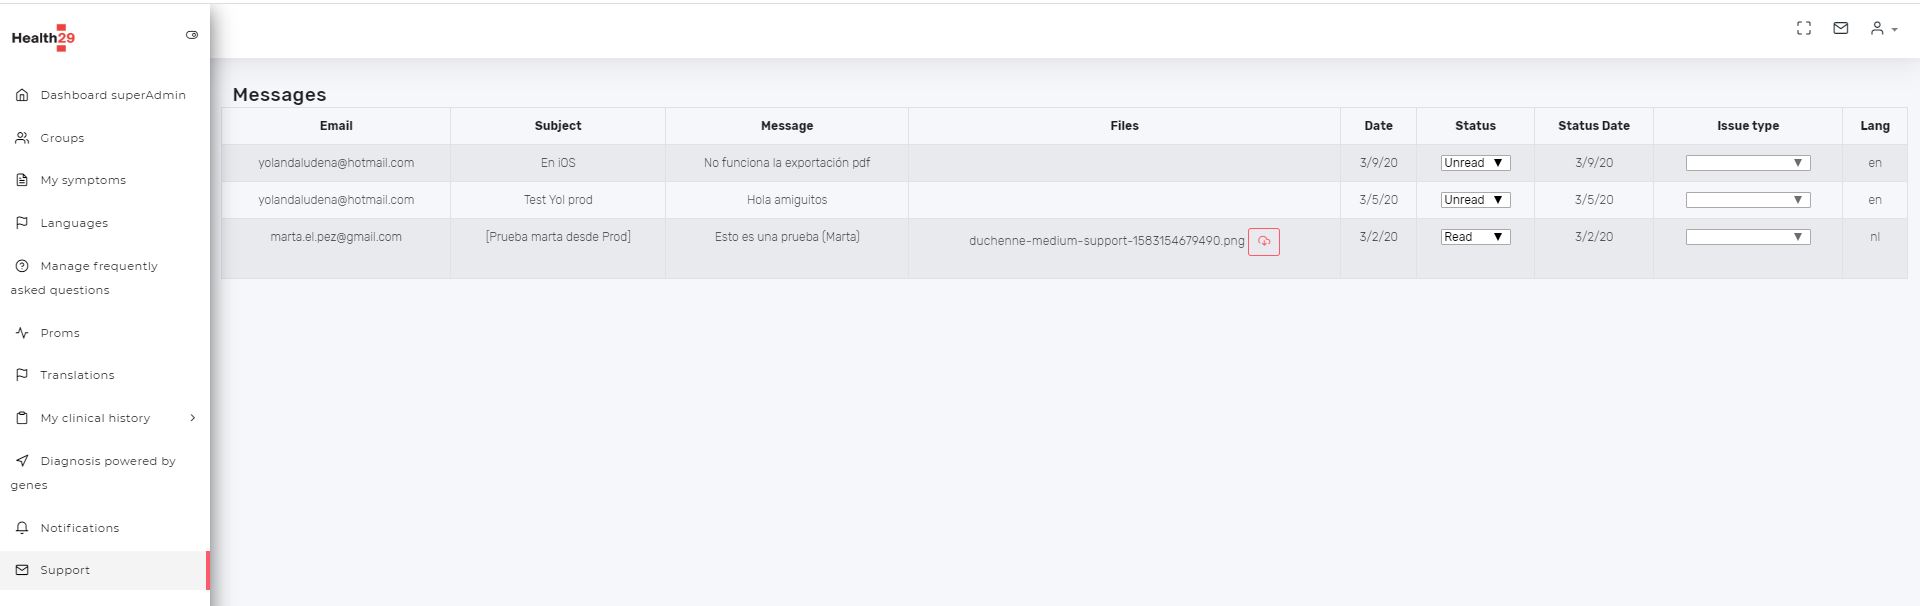 Health29
Dashboard superAdmin
Groups
My symptoms
Languages
Manage frequently
asked questions
Proms
Translations
My clinical history
Diagnosis powered by
genes
Notifications
Support
Messages
Email Subject Message Files Date Status Status Date Issue type Lang
yolandaludena@hotmail.com En iOS No funciona la exportación pdf 3/9/20 Unread 3/9/20 en
yolandaludena@hotmail.com Test Yol prod Hola amiguitos 3/5/20 Unread 3/5/20 en
marta.el.pez@gmail.com [Prueba marta desde Prod] Esto es una prueba (Marta) duchenne-medium-support-1583154679490.png 3/2/20 Read 3/2/20 nl